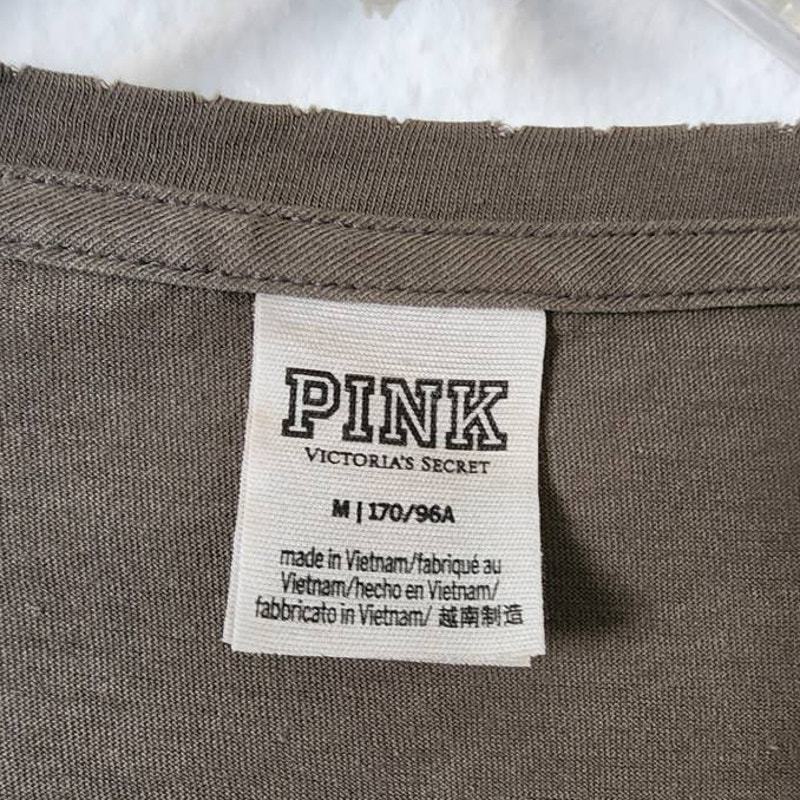 PINK
VICTORIA'S SECRET
M | 170/96A
made in Vietnam/fabriqué au
Vietnam/hecho en Vietnam/
fabbricato in Vietnam/ 越南制造